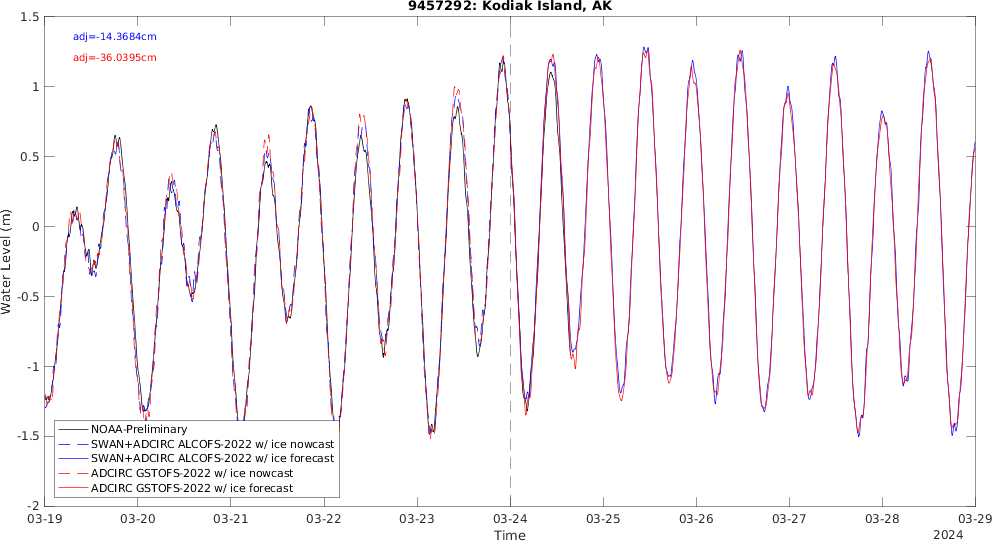 9457292: Kodiak Island, AK
adj=-14.3684cm
adj=-36.0395cm
Water Level (m)
1.5
1
0.5
0
-0.5
-1
-1.5
-2
NOAA-Preliminary
SWAN+ADCIRC ALCOFS-2022 w/ ice nowcast
SWAN+ADCIRC ALCOFS-2022 w/ ice forecast
ADCIRC GSTOFS-2022 w/ ice nowcast
ADCIRC GSTOFS-2022 w/ ice forecast
03-19 03-20 03-21 03-22 03-23 03-24 03-25 03-26 03-27 03-28 03-29
Time
2024